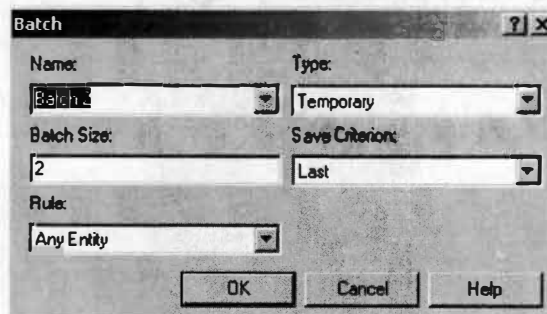 Batch
Name: Type:
Batch 2 Temporary
Batch Size: Save Criterion:
2 Last
Rule:
Any Entity
OK Cancel Help